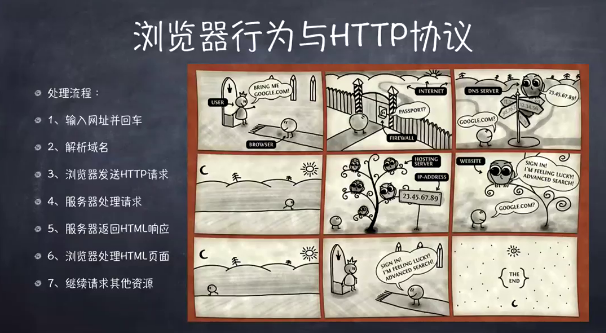 浏览器行为与HTTP协议
处理流程：
1、输入网址并回车
2、解析域名
3、浏览器发送HTTP请求
4、服务器处理请求
5、服务器返回HTML响应
6、浏览器处理HTML页面
7、继续请求其他资源
USER
BRING ME
GOOGLE.COM!
BROWSER
INTERNET
PASSPORT?
FIREWALL
DNS SERVER
23.45.67.89!
GOOGLE.COM?
HOSTING
SERVER
IP-ADDRESS
23.45.67.89
WEBSITE
SIGN IN!
I'M FEELING LUCKY!
ADVANCED SEARCH!
GOOGLE.COM?
SIGN IN!
I'M FEELING LUCKY!
ADVANCED SEARCH!
THE
END